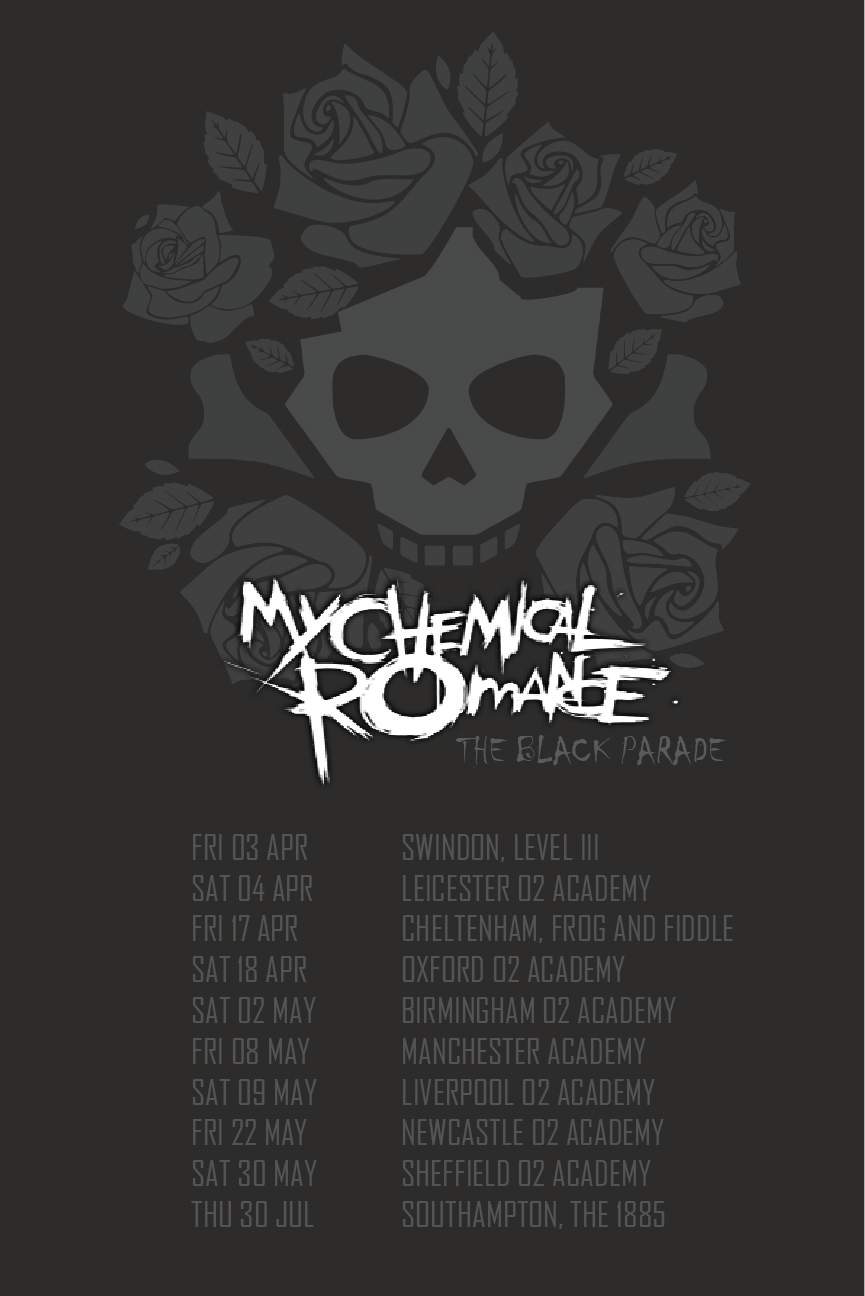 MY CHEMICAL
ROMANCE
THE BLACK PARADE
FRI 03 APR SWINDON, LEVEL III
SAT 04 APR LEICESTER O2 ACADEMY
FRI 17 APR CHELTENHAM, FROG AND FIDDLE
SAT 18 APR OXFORD O2 ACADEMY
SAT 02 MAY BIRMINGHAM O2 ACADEMY
FRI 08 MAY MANCHESTER ACADEMY
SAT 09 MAY LIVERPOOL O2 ACADEMY
FRI 22 MAY NEWCASTLE O2 ACADEMY
SAT 30 MAY SHEFFIELD O2 ACADEMY
THU 30 JUL SOUTHAMPTON, THE 1885